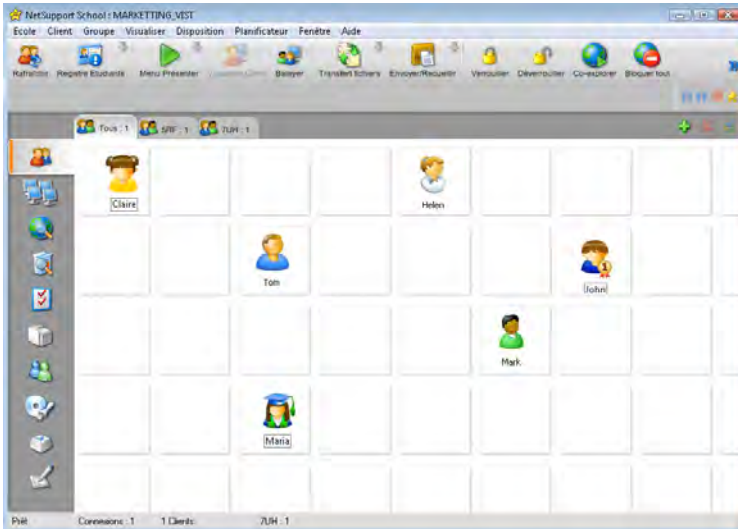 NetSupport School : MARKETTING_VIST
Ecole Client Groupe Visualiser Disposition Planificateur Fenêtre Aide
Rafraîchir Registre Etudiants Menu Présenter Balayer Transfert fichiers Envoyer/Recueillir Verrouiller Déverrouiller Co-explorer Bloquer tout
Tous : 1 7UH : 1
Claire Helen
Tom John
1
Mark
Maria
Prêt Connexions : 1 1 Clients 7UH : 1